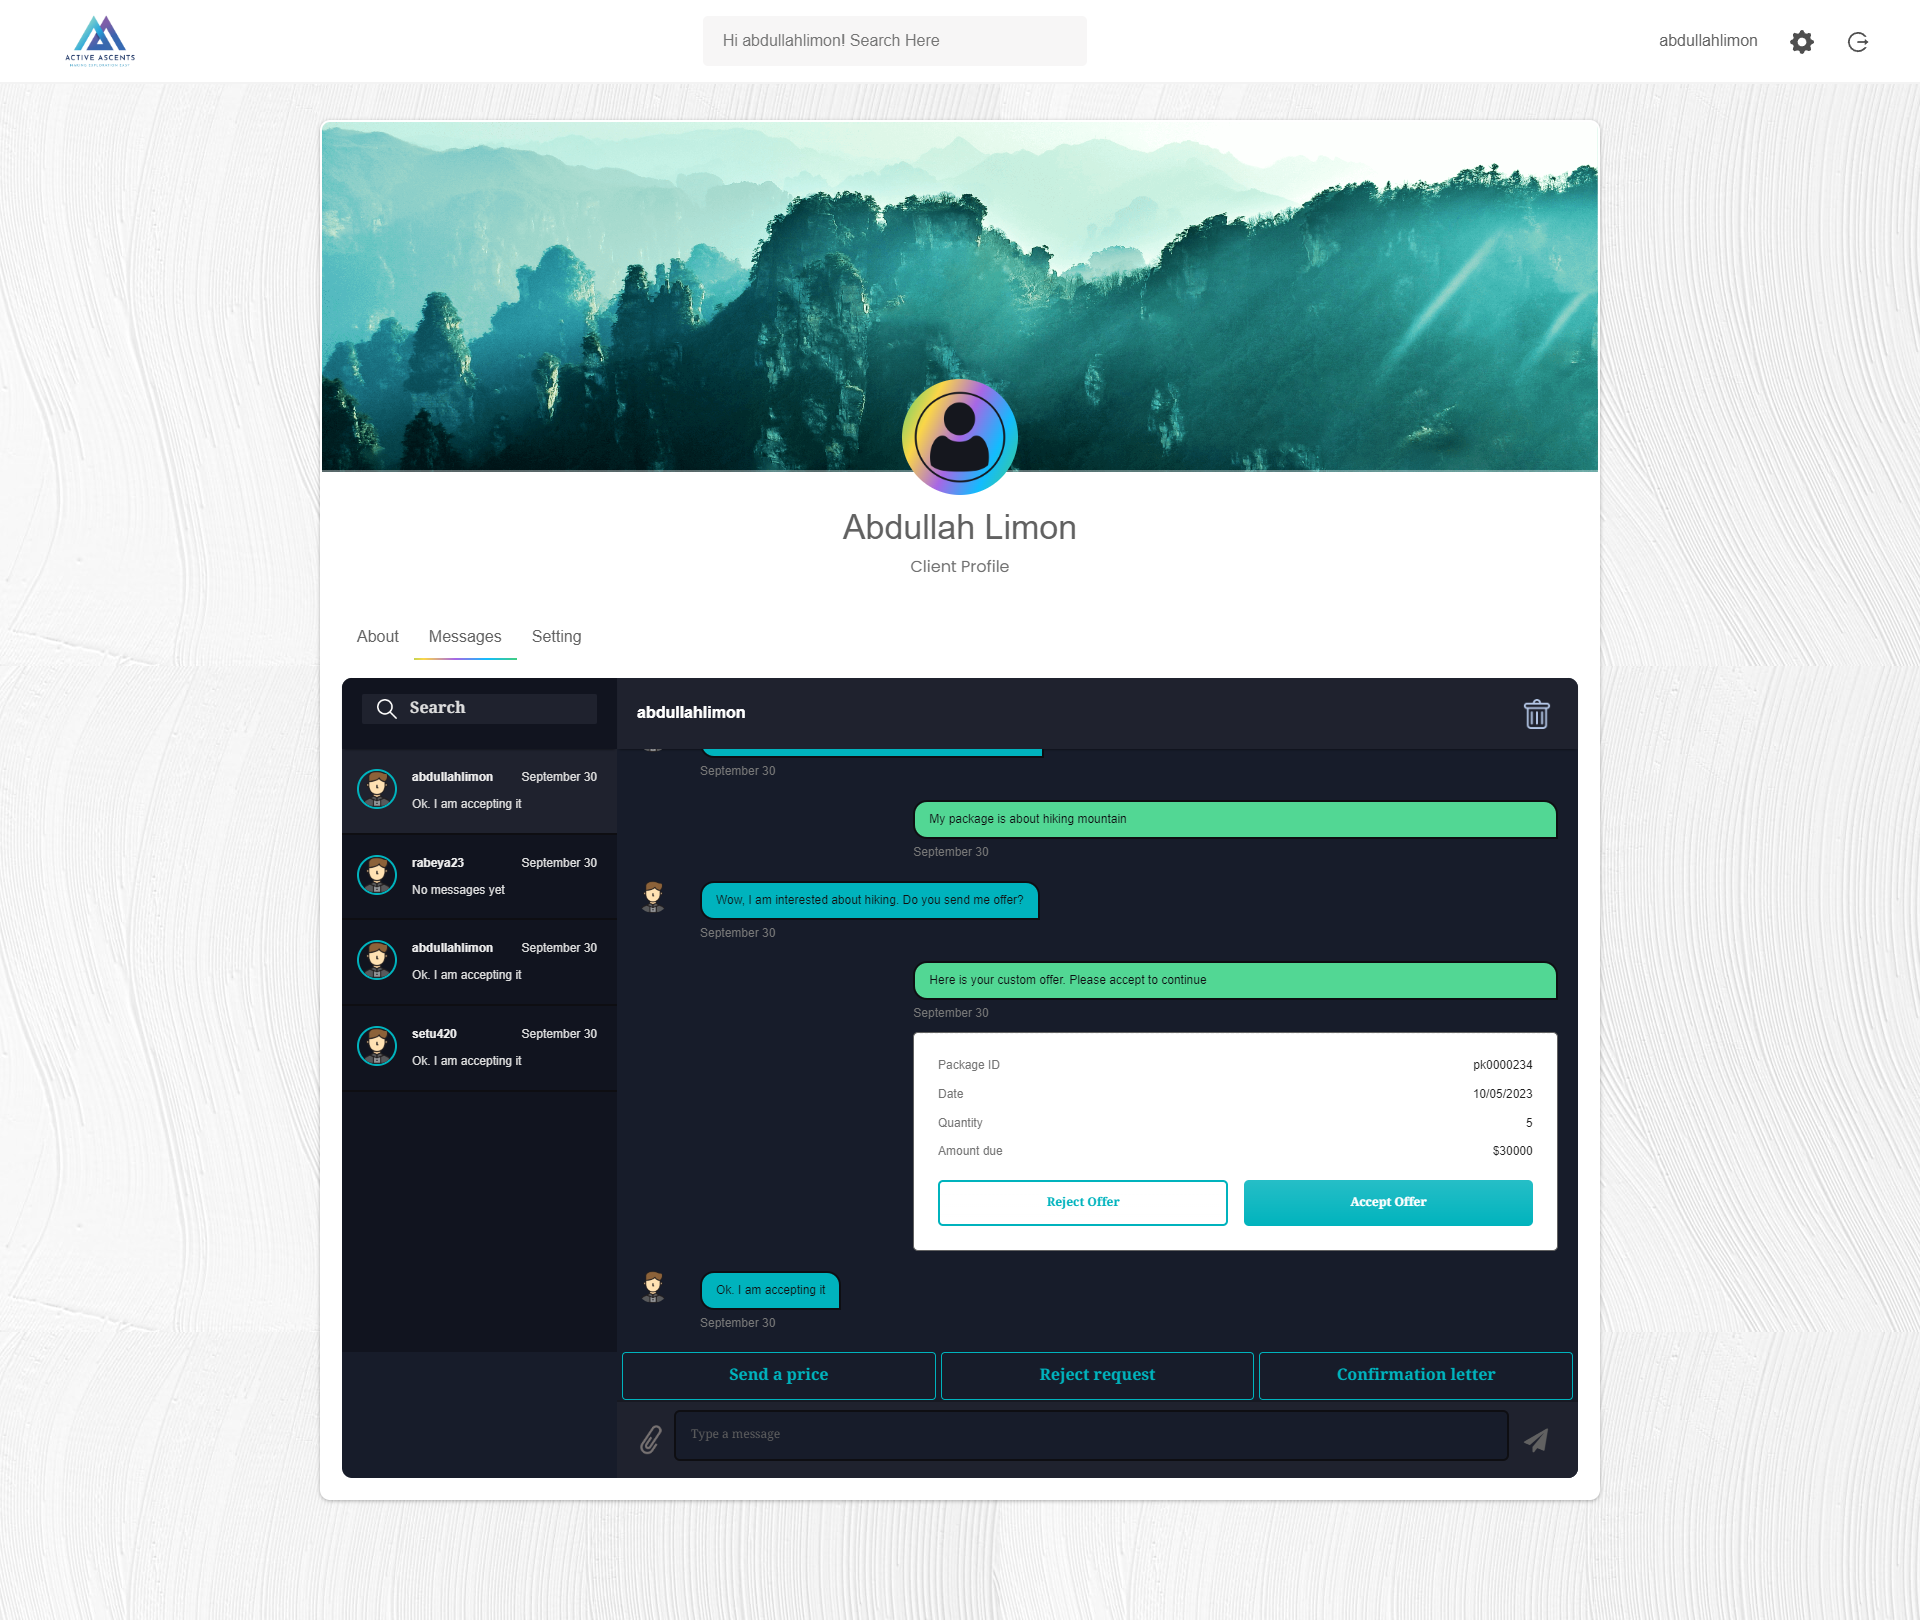 ACTIVE ASCENTS
Hi abdullahlimon! Search Here
abdullahlimon
Abdullah Limon
Client Profile
About
Messages
Setting
Search
abdullahlimon
abdullahlimon September 30
Ok. I am accepting it
rabeya23 September 30
No messages yet
abdullahlimon September 30
Ok. I am accepting it
setu420 September 30
Ok. I am accepting it
September 30
My package is about hiking mountain
September 30
Wow, I am interested about hiking. Do you send me offer?
September 30
Here is your custom offer. Please accept to continue
September 30
Package ID pk0000234
Date 10/05/2023
Quantity 5
Amount due $30000
Reject Offer
Accept Offer
Ok. I am accepting it
September 30
Send a price
Reject request
Confirmation letter
Type a message